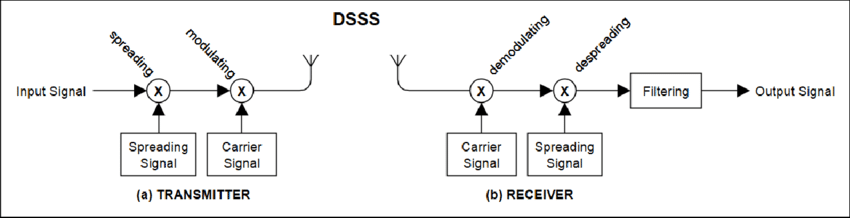 DSSS
spreading
modulating
demodulating
despreading
Input Signal
X
X
X
X
Filtering
Output Signal
Spreading
Signal
Carrier
Signal
Carrier
Signal
Spreading
Signal
(a) TRANSMITTER
(b) RECEIVER